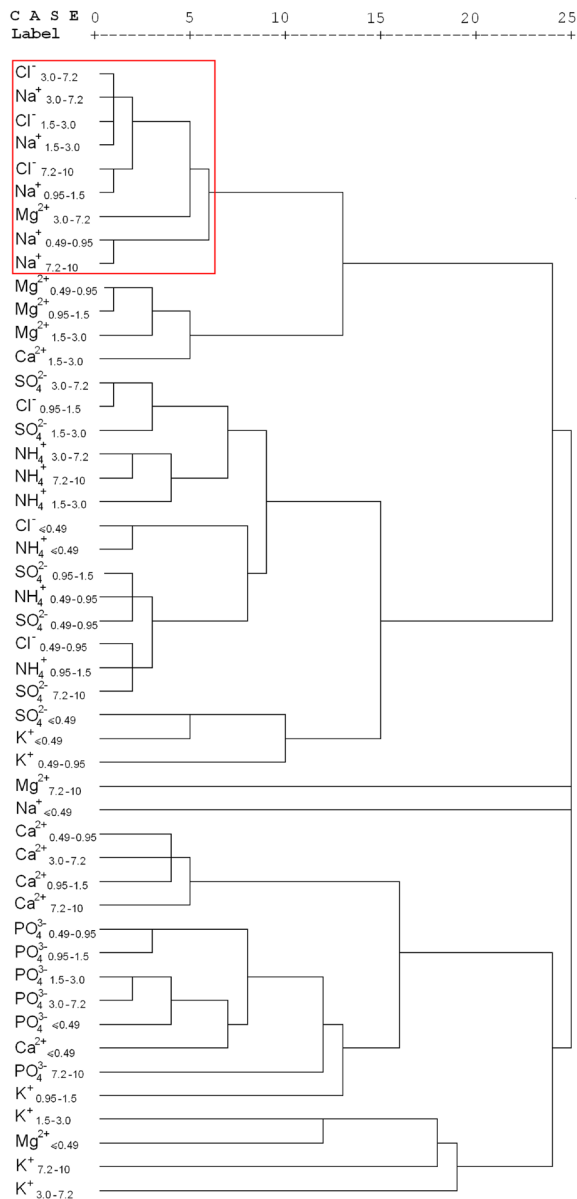 C A S E 0 5 10 15 20 25
Label
Cl⁻ 3.0-7.2
Na⁺ 3.0-7.2
Cl⁻ 1.5-3.0
Na⁺ 1.5-3.0
Cl⁻ 7.2-10
Na⁺ 0.95-1.5
Mg²⁺ 3.0-7.2
Na⁺ 0.49-0.95
Na⁺ 7.2-10
Mg²⁺ 0.49-0.95
Mg²⁺ 0.95-1.5
Mg²⁺ 1.5-3.0
Ca²⁺ 1.5-3.0
SO₄²⁻ 3.0-7.2
Cl⁻ 0.95-1.5
SO₄²⁻ 1.5-3.0
NH₄⁺ 3.0-7.2
NH₄⁺ 7.2-10
NH₄⁺ 1.5-3.0
Cl⁻ ≤0.49
NH₄⁺ ≤0.49
SO₄²⁻ 0.95-1.5
NH₄⁺ 0.49-0.95
SO₄²⁻ 0.49-0.95
Cl⁻ 0.49-0.95
NH₄⁺ 0.95-1.5
SO₄²⁻ 7.2-10
SO₄²⁻ ≤0.49
K⁺ ≤0.49
K⁺ 0.49-0.95
Mg²⁺ 7.2-10
Na⁺ ≤0.49
Ca²⁺ 0.49-0.95
Ca²⁺ 3.0-7.2
Ca²⁺ 0.95-1.5
Ca²⁺ 7.2-10
PO₄³⁻ 0.49-0.95
PO₄³⁻ 0.95-1.5
PO₄³⁻ 1.5-3.0
PO₄³⁻ 3.0-7.2
PO₄³⁻ ≤0.49
Ca²⁺ ≤0.49
PO₄³⁻ 7.2-10
K⁺ 0.95-1.5
K⁺ 1.5-3.0
Mg²⁺ ≤0.49
K⁺ 7.2-10
K⁺ 3.0-7.2